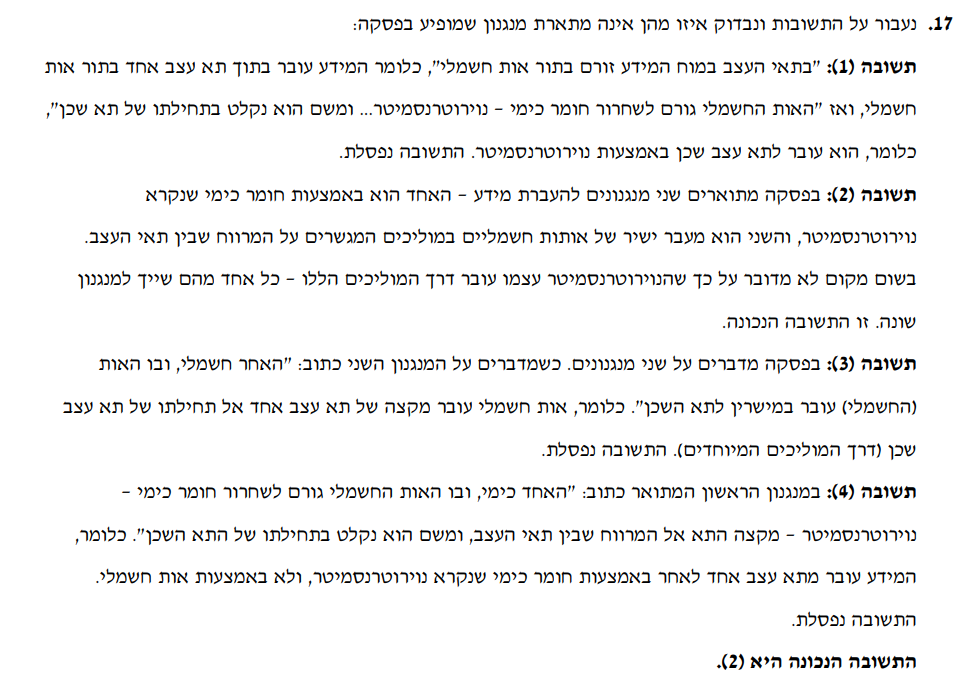 17. נעבור על התשובות ונבדוק איזו מהן אינה מתארת מנגנון שמופיע בפסקה:
תשובה (1): "בתאי העצב במוח המידע זורם בתור אות חשמלי", כלומר המידע עובר בתוך תא עצב אחד בתור אות
חשמלי, ואז "האות החשמלי גורם לשחרור חומר כימי – נוירוטרנסמיטר... ומשם הוא נקלט בתחילתו של תא שכן",
כלומר, הוא עובר לתא עצב שכן באמצעות נוירוטרנסמיטר. התשובה נפסלת.
תשובה (2): בפסקה מתוארים שני מנגנונים להעברת מידע – האחד הוא באמצעות חומר כימי שנקרא
נוירוטרנסמיטר, והשני הוא מעבר ישיר של אותות חשמליים במוליכים המגשרים על המרווח שבין תאי העצב.
בשום מקום לא מדובר על כך שהנוירוטרנסמיטר עצמו עובר דרך המוליכים הללו – כל אחד מהם שייך למנגנון
שונה. זו התשובה הנכונה.
תשובה (3): בפסקה מדברים על שני מנגנונים. כשמדברים על המנגנון השני כתוב: "האחר חשמלי, ובו האות
(החשמלי) עובר במישרין לתא השכן". כלומר, אות חשמלי עובר מקצה של תא עצב אחד אל תחילתו של תא עצב
שכן (דרך המוליכים המיוחדים). התשובה נפסלת.
תשובה (4): במנגנון הראשון המתואר כתוב: "האחד כימי, ובו האות החשמלי גורם לשחרור חומר כימי –
נוירוטרנסמיטר – מקצה התא אל המרווח שבין תאי העצב, ומשם הוא נקלט בתחילתו של התא השכן". כלומר,
המידע עובר מתא עצב אחד לאחר באמצעות חומר כימי שנקרא נוירוטרנסמיטר, ולא באמצעות אות חשמלי.
התשובה נפסלת.
התשובה הנכונה היא (2).